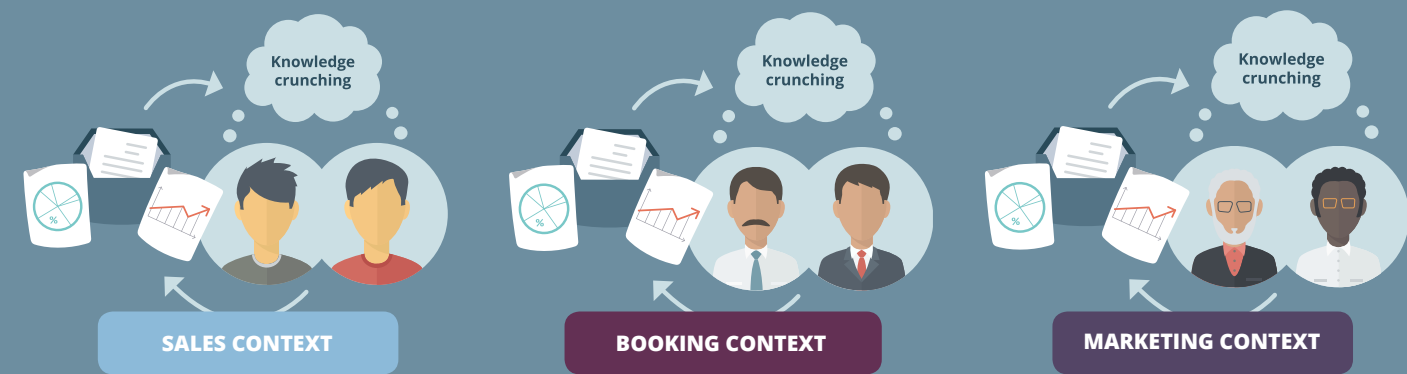 Knowledge
crunching
%
SALES CONTEXT
Knowledge
crunching
%
BOOKING CONTEXT
Knowledge
crunching
%
MARKETING CONTEXT